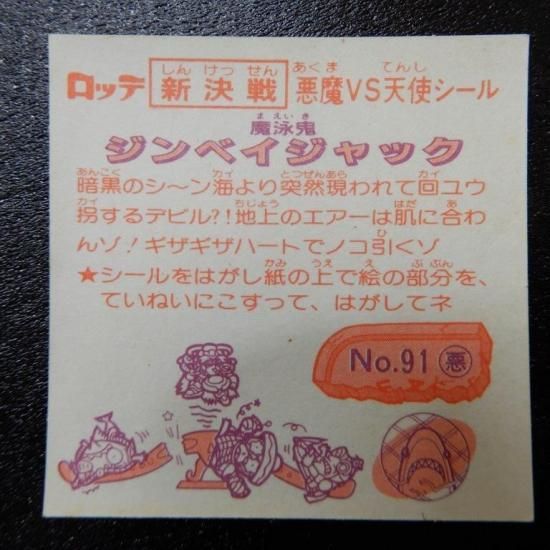 ロッテ 新決戦 悪魔VS天使シール
しん けっ せん あくま てんし
まえいき
魔泳鬼
ジンベイジャック
あんこく カイ とつぜんあら カイ
暗黒のシ〜ン海より突然現われて回ユウ
カイ ちじょう はだ あ
拐するデビル?!地上のエアーは肌に合わ
ひ
んゾ!ギザギザハートでノコ引くゾ
かみ うえ え ぶぶん
★シールをはがし紙の上で絵の部分を、
ていねいにこすって、はがしてネ
No.91 悪